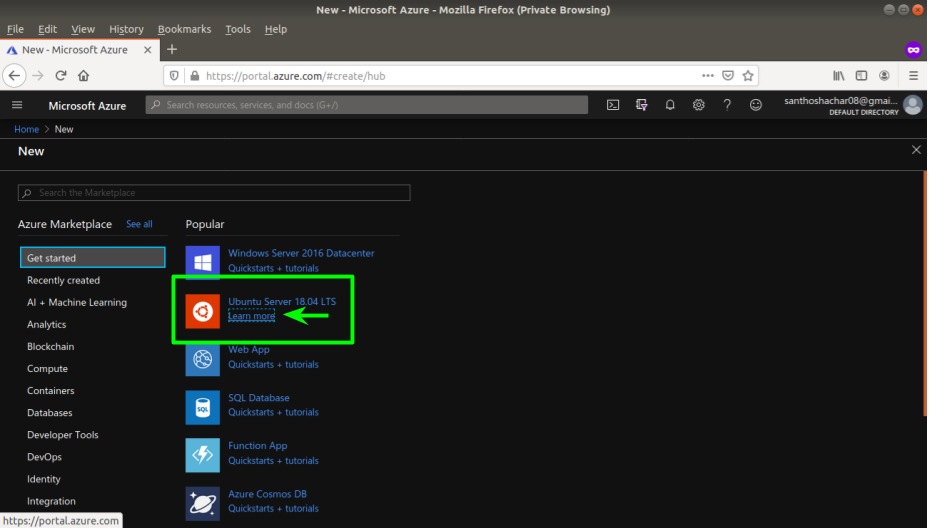 New - Microsoft Azure - Mozilla Firefox (Private Browsing)
File Edit View History Bookmarks Tools Help
New - Microsoft Azure
https://portal.azure.com/#create/hub
Microsoft Azure
Search resources, services, and docs (G+/)
santhoshachar08@gmai...
DEFAULT DIRECTORY
Home > New
New
Search the Marketplace
Azure Marketplace See all
Popular
Get started
Recently created
AI + Machine Learning
Analytics
Blockchain
Compute
Containers
Databases
Developer Tools
DevOps
Identity
Integration
Windows Server 2016 Datacenter
Quickstarts + tutorials
Ubuntu Server 18.04 LTS
Learn more
Web App
Quickstarts + tutorials
SQL
SQL Database
Quickstarts + tutorials
Function App
Quickstarts + tutorials
Azure Cosmos DB
Quickstarts + tutorials
https://portal.azure.com